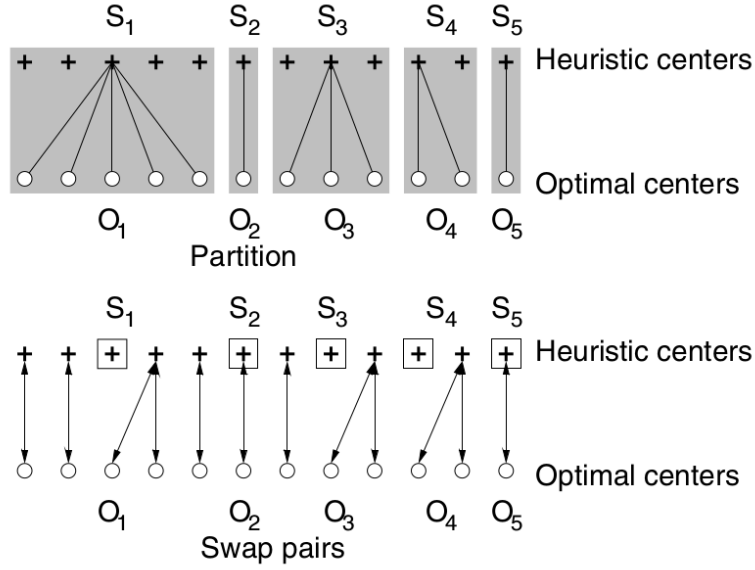 S1 S2 S3 S4 S5
Heuristic centers
Optimal centers
O1 O2 O3 O4 O5
Partition
S1 S2 S3 S4 S5
Heuristic centers
Optimal centers
O1 O2 O3 O4 O5
Swap pairs